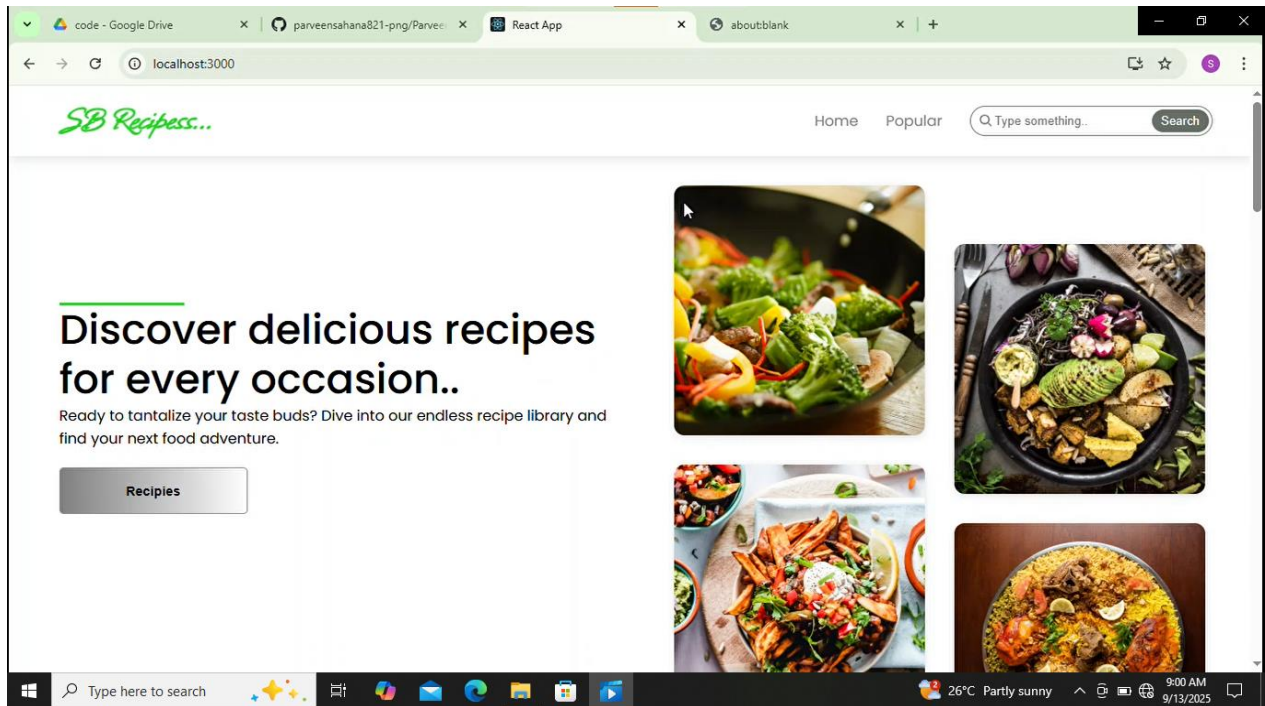 code - Google Drive
parveensahana821-png/Parvee
React App
about:blank
localhost:3000
S
SB Recipess...
Home
Popular
Type something..
Search
Discover delicious recipes
for every occasion..
Ready to tantalize your taste buds? Dive into our endless recipe library and
find your next food adventure.
Recipies
Type here to search
2
26°C Partly sunny
9:00 AM
9/13/2025